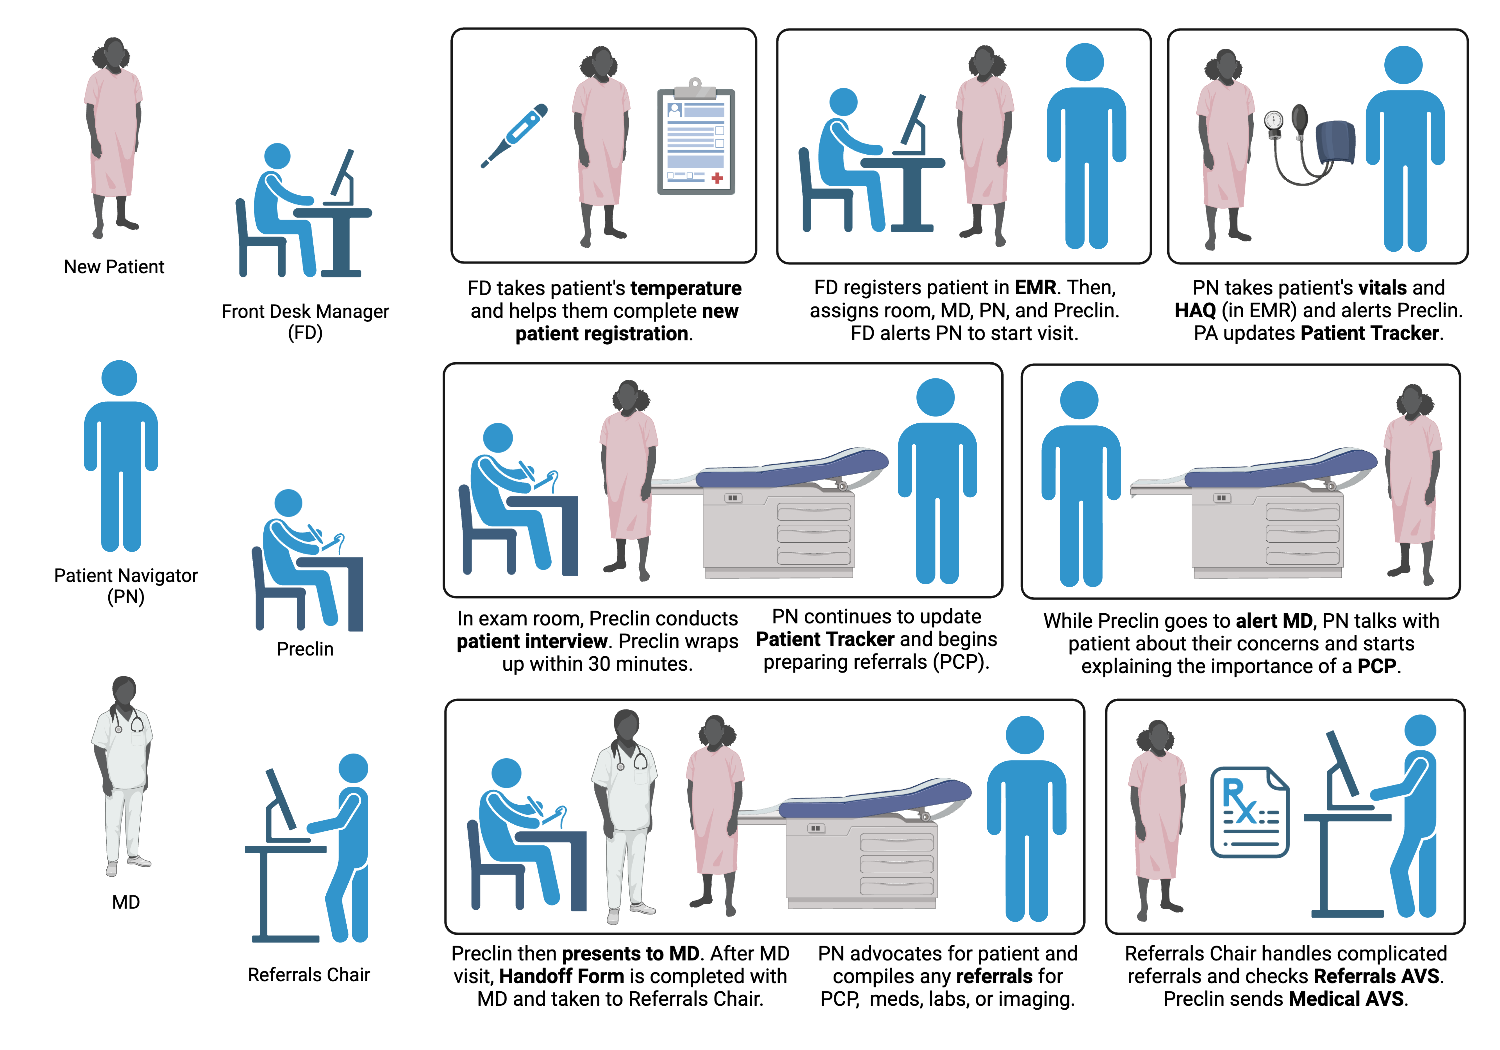 New Patient
Front Desk Manager
(FD)
FD takes patient's temperature
and helps them complete new
patient registration.
FD registers patient in EMR. Then,
assigns room, MD, PN, and Preclin.
FD alerts PN to start visit.
PN takes patient's vitals and
HAQ (in EMR) and alerts Preclin.
PA updates Patient Tracker.
Patient Navigator
(PN)
Preclin
In exam room, Preclin conducts
patient interview. Preclin wraps
up within 30 minutes.
PN continues to update
Patient Tracker and begins
preparing referrals (PCP).
While Preclin goes to alert MD, PN talks with
patient about their concerns and starts
explaining the importance of a PCP.
MD
Referrals Chair
Preclin then presents to MD. After MD
visit, Handoff Form is completed with
MD and taken to Referrals Chair.
PN advocates for patient and
compiles any referrals for
PCP, meds, labs, or imaging.
Rx
Referrals Chair handles complicated
referrals and checks Referrals AVS.
Preclin sends Medical AVS.